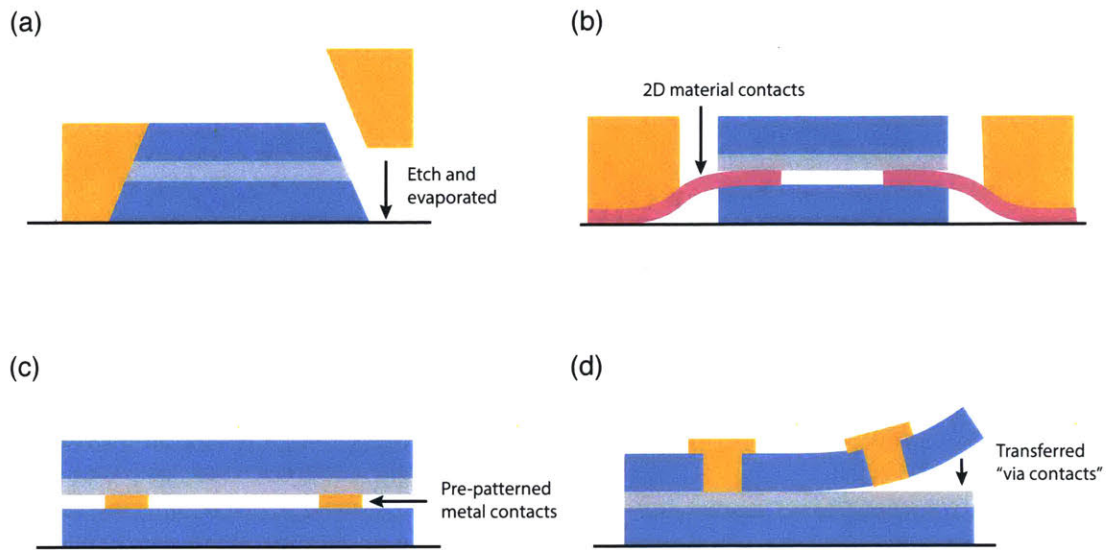 (a)
Etch and
evaporated
(b)
2D material contacts
(c)
Pre-patterned
metal contacts
(d)
Transferred
“via contacts”